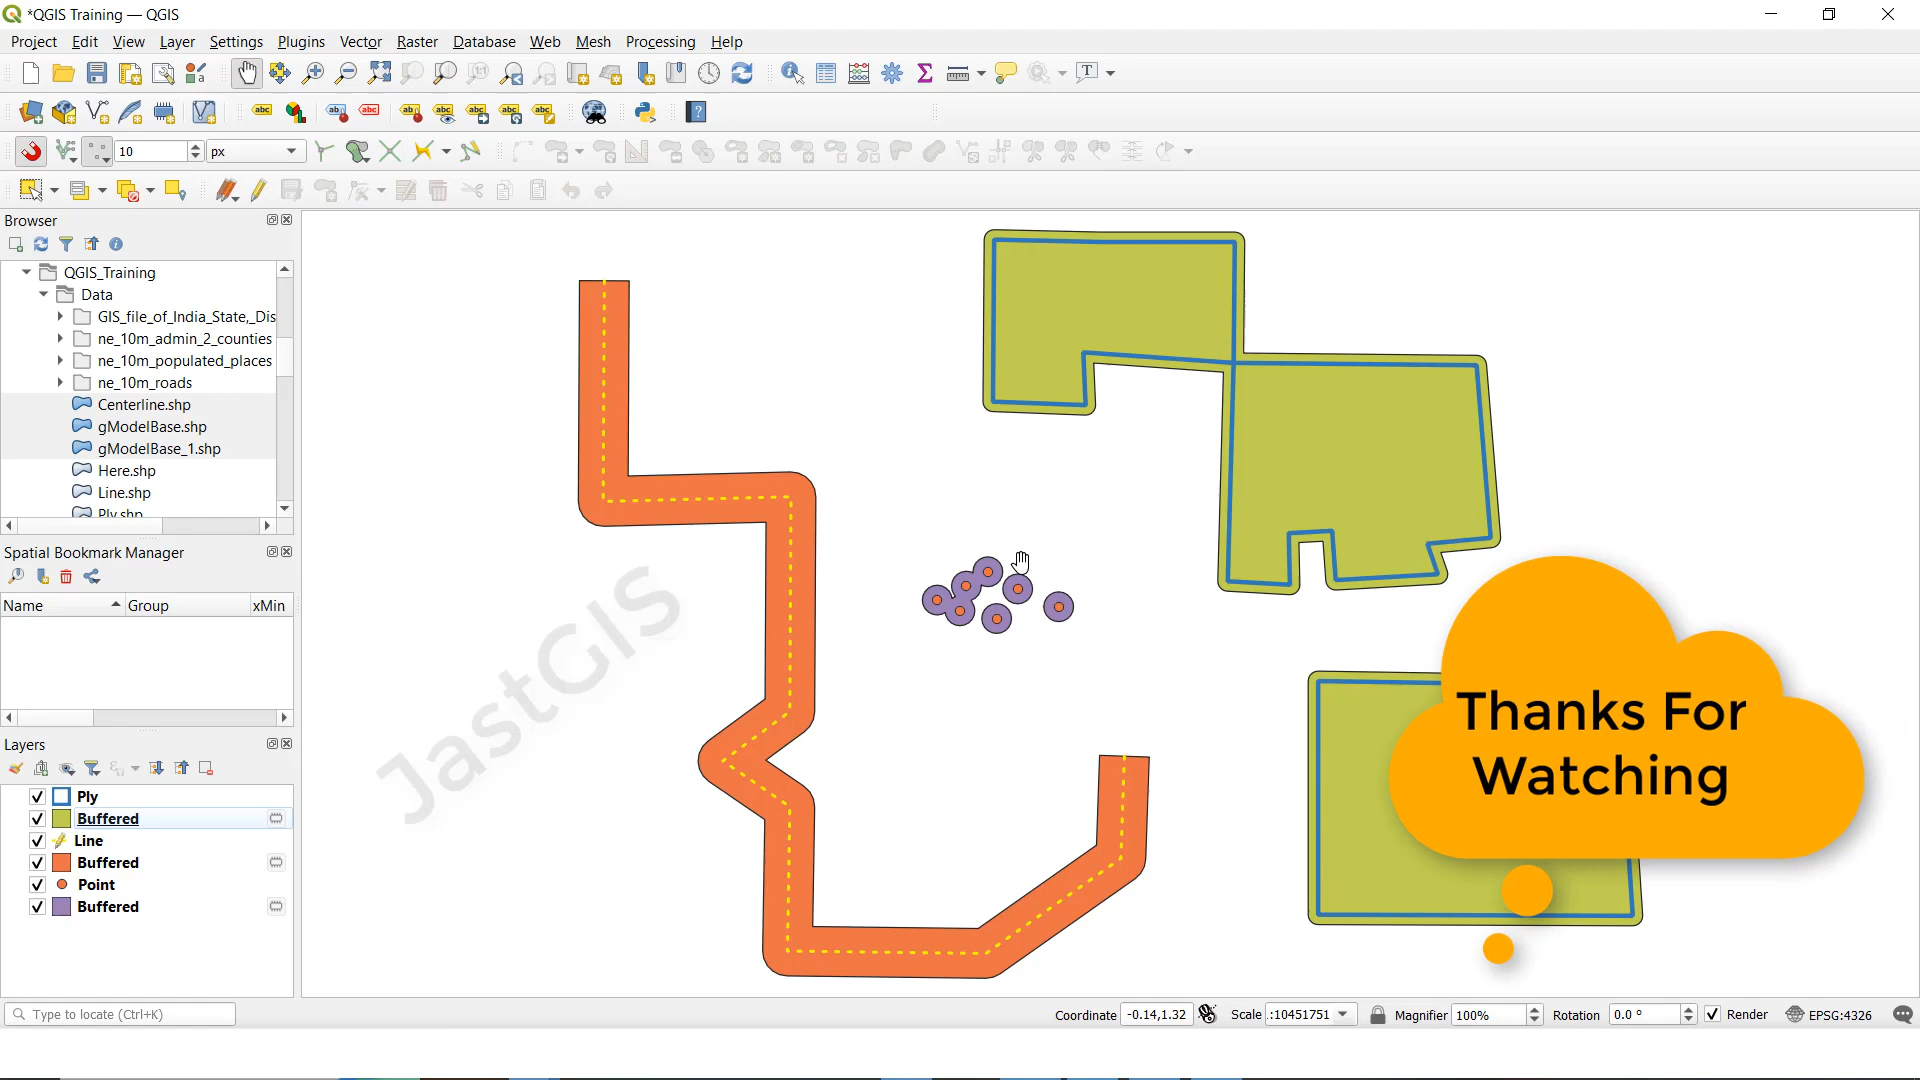 *QGIS Training — QGIS
Project Edit View Layer Settings Plugins Vector Raster Database Web Mesh Processing Help
10 px
Browser
QGIS_Training
Data
GIS_file_of_India_State,_Dis
ne_10m_admin_2_counties
ne_10m_populated_places
ne_10m_roads
Centerline.shp
gModelBase.shp
gModelBase_1.shp
Here.shp
Line.shp
Ply.shp
Spatial Bookmark Manager
Name Group xMin
Layers
Ply
Buffered
Line
Buffered
Point
Buffered
JastGIS
Thanks For
Watching
Type to locate (Ctrl+K)
Coordinate -0.14,1.32 Scale :10451751 Magnifier 100% Rotation 0.0 ° Render EPSG:4326